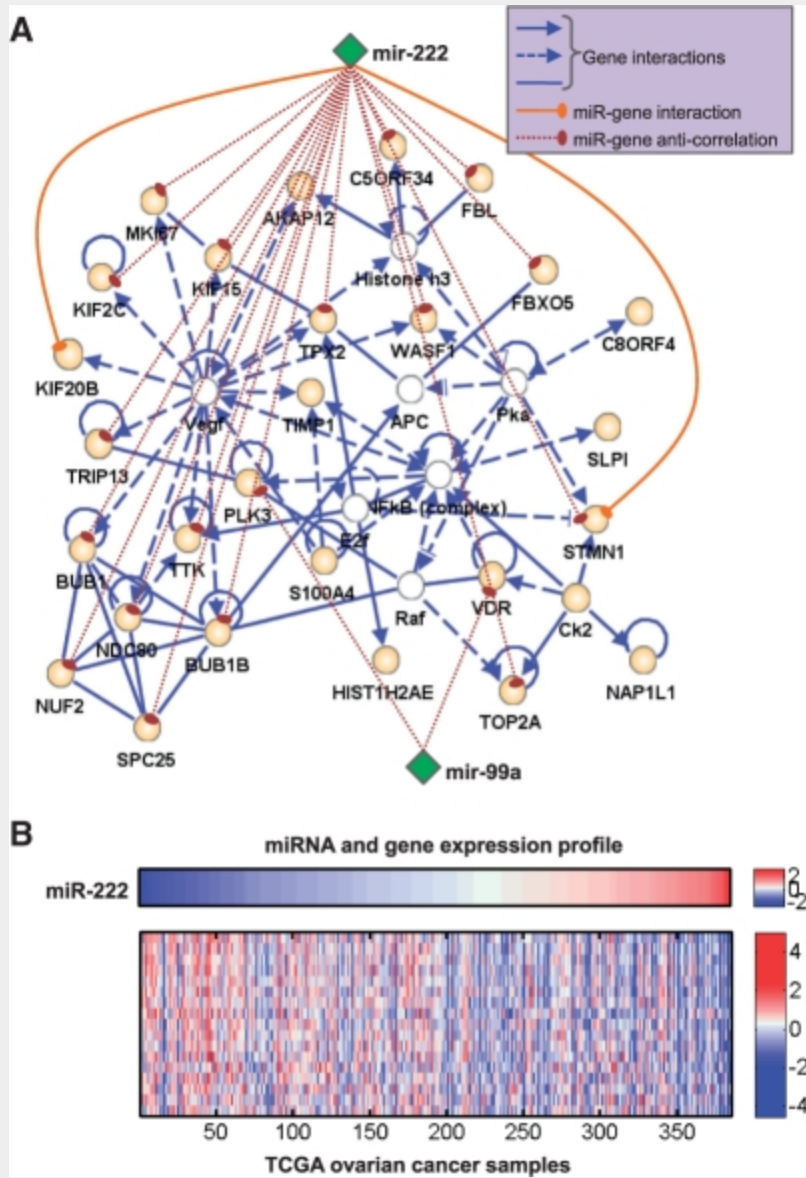 A
mir-222
Gene interactions
miR-gene interaction
miR-gene anti-correlation
C5ORF34
FBL
AKAP12
MKI67
Histone h3
KIF15
KIF2C
FBXO5
C8ORF4
TPX2
WASF1
KIF20B
Vegf
TIMP1
APC
Pka
SLPI
TRIP13
PLK3
NFkB (complex)
E2f
STMN1
BUB1
TTK
S100A4
Raf
VDR
Ck2
NDC80
BUB1B
NUF2
HIST1H2AE
NAP1L1
TOP2A
SPC25
mir-99a
B
miRNA and gene expression profile
miR-222
2
0
-2
4
2
0
-2
-4
50 100 150 200 250 300 350
TCGA ovarian cancer samples